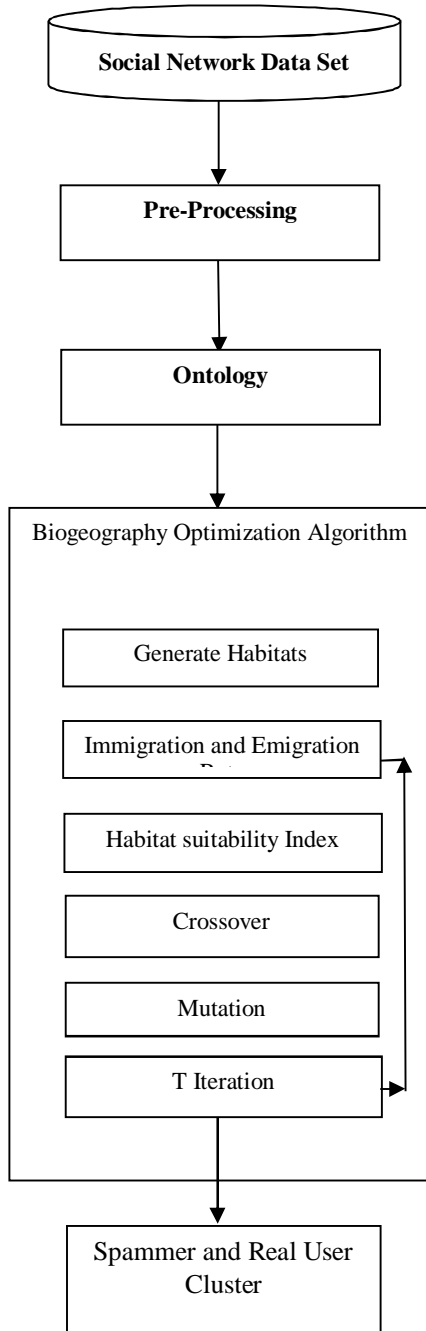 Social Network Data Set
Pre-Processing
Ontology
Biogeography Optimization Algorithm
Generate Habitats
Immigration and Emigration
Habitat suitability Index
Crossover
Mutation
T Iteration
Spammer and Real User
Cluster